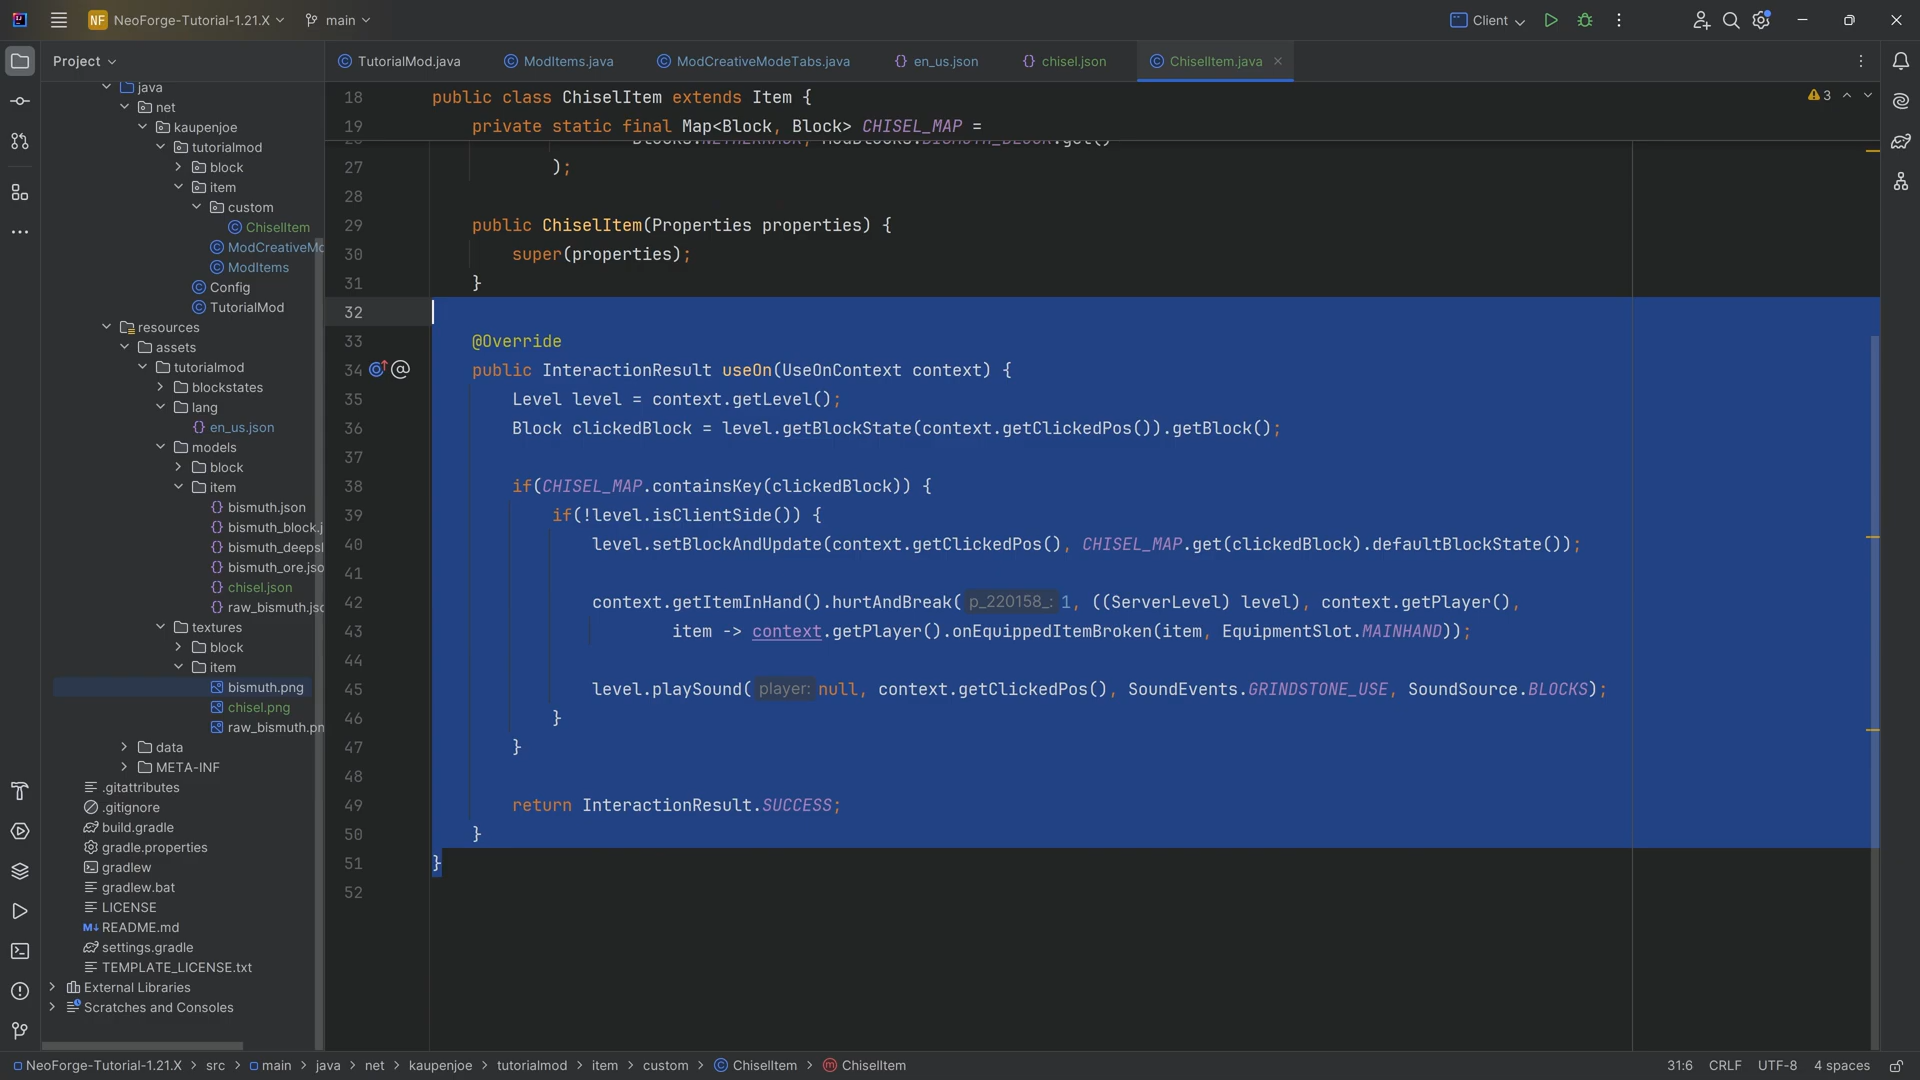 NF NeoForge-Tutorial-1.21.X main Client
Project
TutorialMod.java ModItems.java ModCreativeModeTabs.java {} en_us.json {} chisel.json ChiselItem.java
java
net
kaupenjoe
tutorialmod
block
item
custom
ChiselItem
ModCreativeMo
ModItems
Config
TutorialMod
resources
assets
tutorialmod
blockstates
lang
{} en_us.json
models
block
item
{} bismuth.json
{} bismuth_block.j
{} bismuth_deepsl
{} bismuth_ore.jso
{} chisel.json
{} raw_bismuth.jso
textures
block
item
bismuth.png
chisel.png
raw_bismuth.pn
data
META-INF
.gitattributes
.gitignore
build.gradle
gradle.properties
gradlew
gradlew.bat
LICENSE
M↓ README.md
settings.gradle
TEMPLATE_LICENSE.txt
External Libraries
Scratches and Consoles
18 public class ChiselItem extends Item {
3
19 private static final Map<Block, Block> CHISEL_MAP =
Blocks.NETHERRACK, ModBlocks.BISMUTH_BLOCK.get()
27 );
28
29 public ChiselItem(Properties properties) {
30 super(properties);
31 }
32
33 @Override
34 @ public InteractionResult useOn(UseOnContext context) {
35 Level level = context.getLevel();
36 Block clickedBlock = level.getBlockState(context.getClickedPos()).getBlock();
37
38 if(CHISEL_MAP.containsKey(clickedBlock)) {
39 if(!level.isClientSide()) {
40 level.setBlockAndUpdate(context.getClickedPos(), CHISEL_MAP.get(clickedBlock).defaultBlockState());
41
42 context.getItemInHand().hurtAndBreak( p_220158_: 1, ((ServerLevel) level), context.getPlayer(),
43 item -> context.getPlayer().onEquippedItemBroken(item, EquipmentSlot.MAINHAND));
44
45 level.playSound( player: null, context.getClickedPos(), SoundEvents.GRINDSTONE_USE, SoundSource.BLOCKS);
46 }
47 }
48
49 return InteractionResult.SUCCESS;
50 }
51 }
52
NeoForge-Tutorial-1.21.X > src > main > java > net > kaupenjoe > tutorialmod > item > custom > ChiselItem > ChiselItem 31:6 CRLF UTF-8 4 spaces